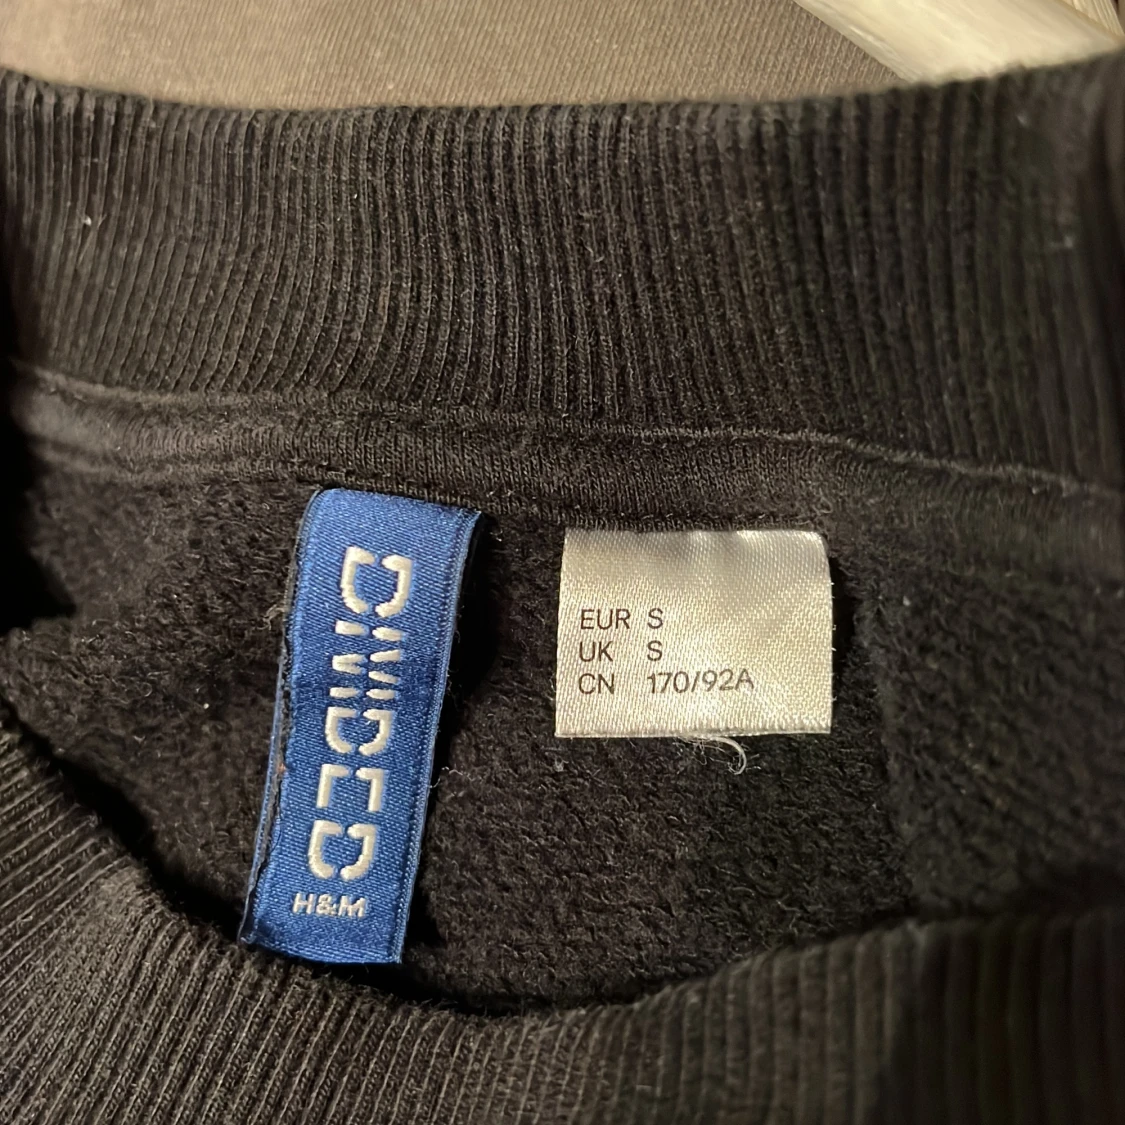 DIVIDED
H&M
EUR S
UK S
CN 170/92A